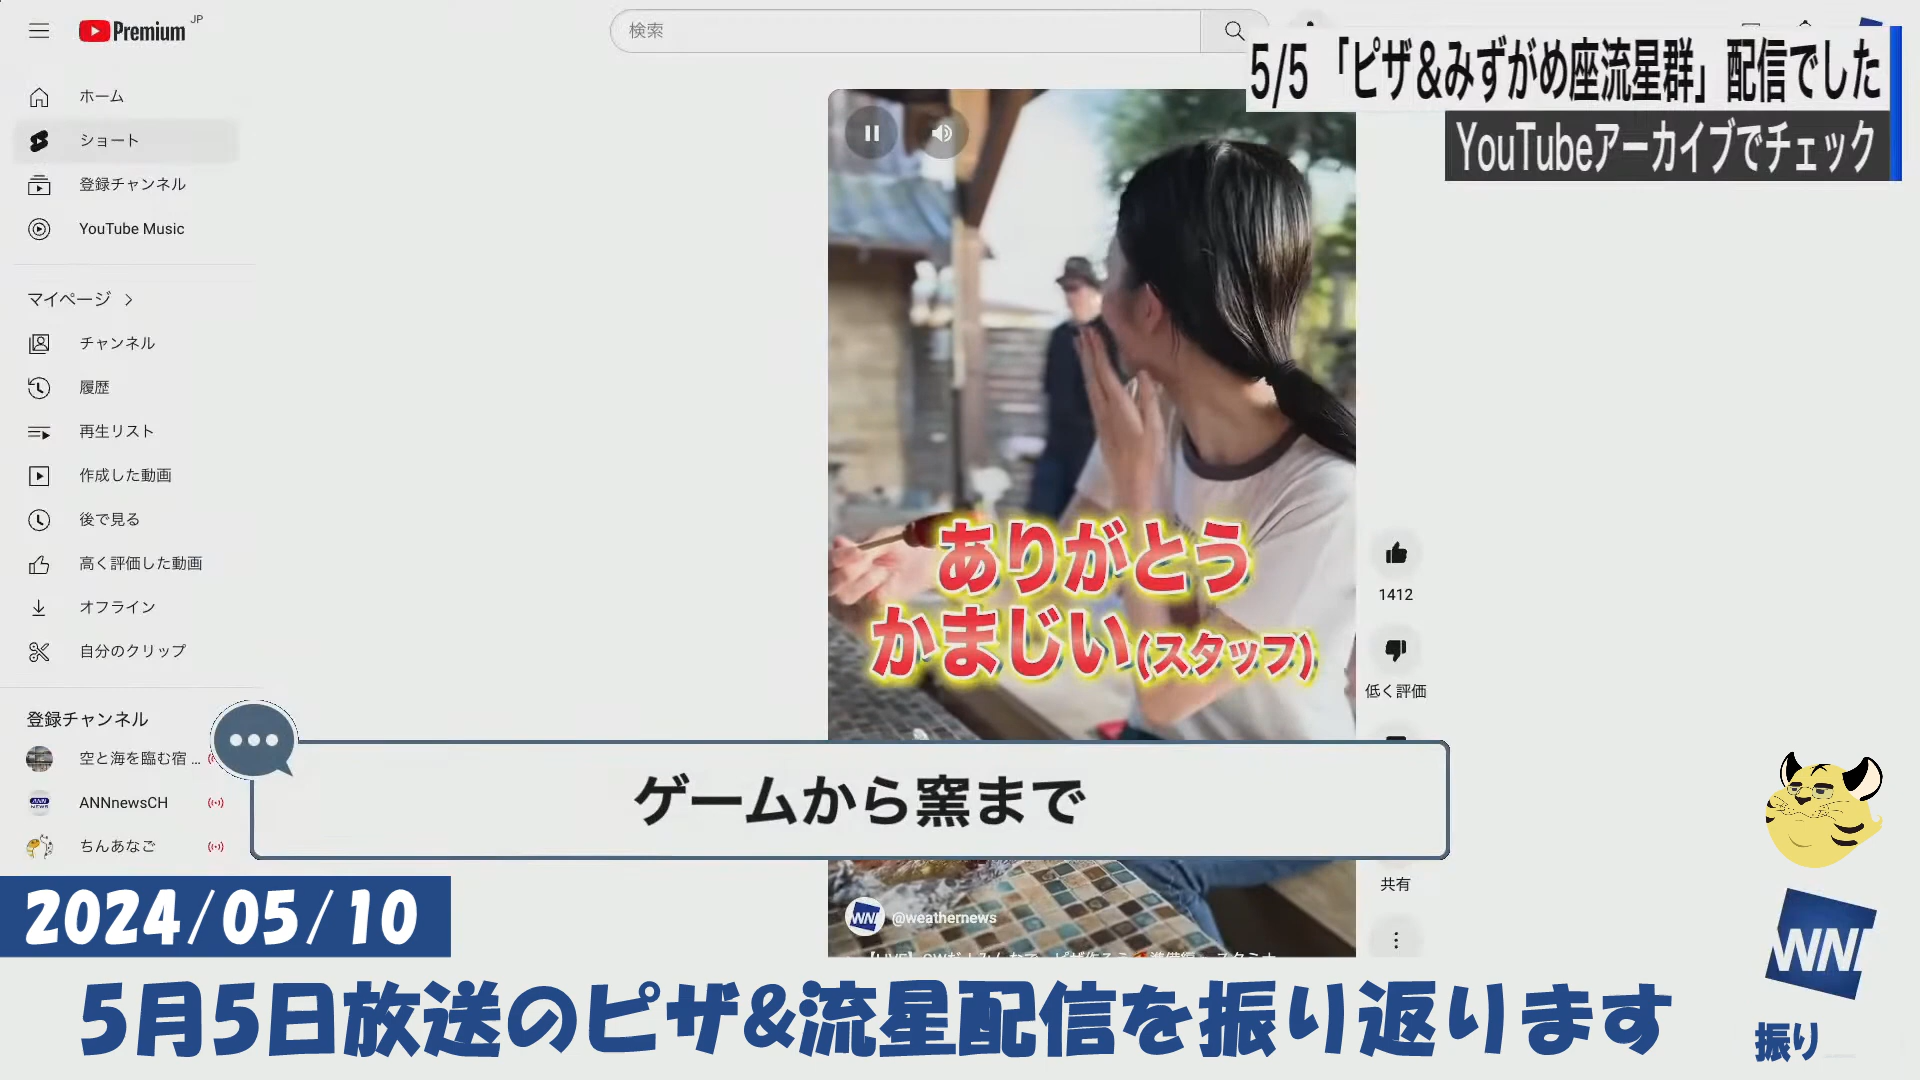 Premium JP
検索
5/5 「ピザ＆みずがめ座流星群」配信でした
YouTubeアーカイブでチェック
ホーム
ショート
登録チャンネル
YouTube Music
マイページ
チャンネル
履歴
再生リスト
作成した動画
後で見る
高く評価した動画
オフライン
自分のクリップ
登録チャンネル
空と海を臨む宿 ...
ANNnewsCH
ちんあなご
ありがとう
かまじい(スタッフ)
1412
低く評価
共有
ゲームから窯まで
WNI @weathernews
2024/05/10
5月5日放送のピザ&流星配信を振り返ります
WNI
振り